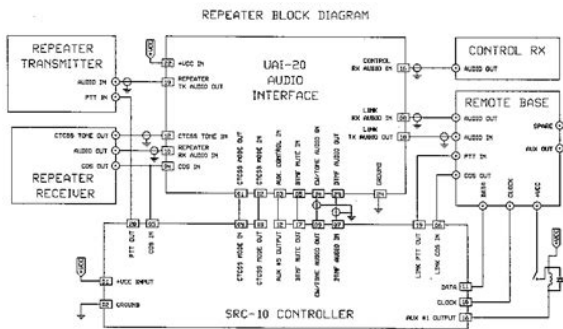 REPEATER BLOCK DIAGRAM
REPEATER
TRANSMITTER
AUDIO IN
PTT IN
+VCC
+VCC IN
REPEATER
TX AUDIO OUT
UAI-20
AUDIO
INTERFACE
CONTROL
RX AUDIO IN
CONTROL RX
AUDIO OUT
LINK
RX AUDIO IN
LINK
TX AUDIO OUT
REMOTE BASE
AUDIO OUT
AUDIO IN
PTT IN
COS OUT
SPARE
AUX OUT
DATA
CLOCK
+VCC
CTCSS TONE OUT
AUDIO OUT
COS OUT
REPEATER
RECEIVER
CTCSS TONE IN
REPEATER
RX AUDIO IN
COS IN
CTCSS MODE OUT
CTCSS MODE IN
AUX CONTROL IN
DTMF MUTE IN
CW/TONE AUDIO IN
DTMF AUDIO OUT
GROUND
PTT OUT
COS IN
CTCSS MODE IN
CTCSS MODE OUT
AUX #3 OUTPUT
DTMF MUTE OUT
CW/TONE AUDIO OUT
DTMF AUDIO IN
LINK PTT OUT
LINK COS IN
+VCC
+VCC INPUT
GROUND
SRC-10 CONTROLLER
DATA
CLOCK
AUX #1 OUTPUT
+VCC